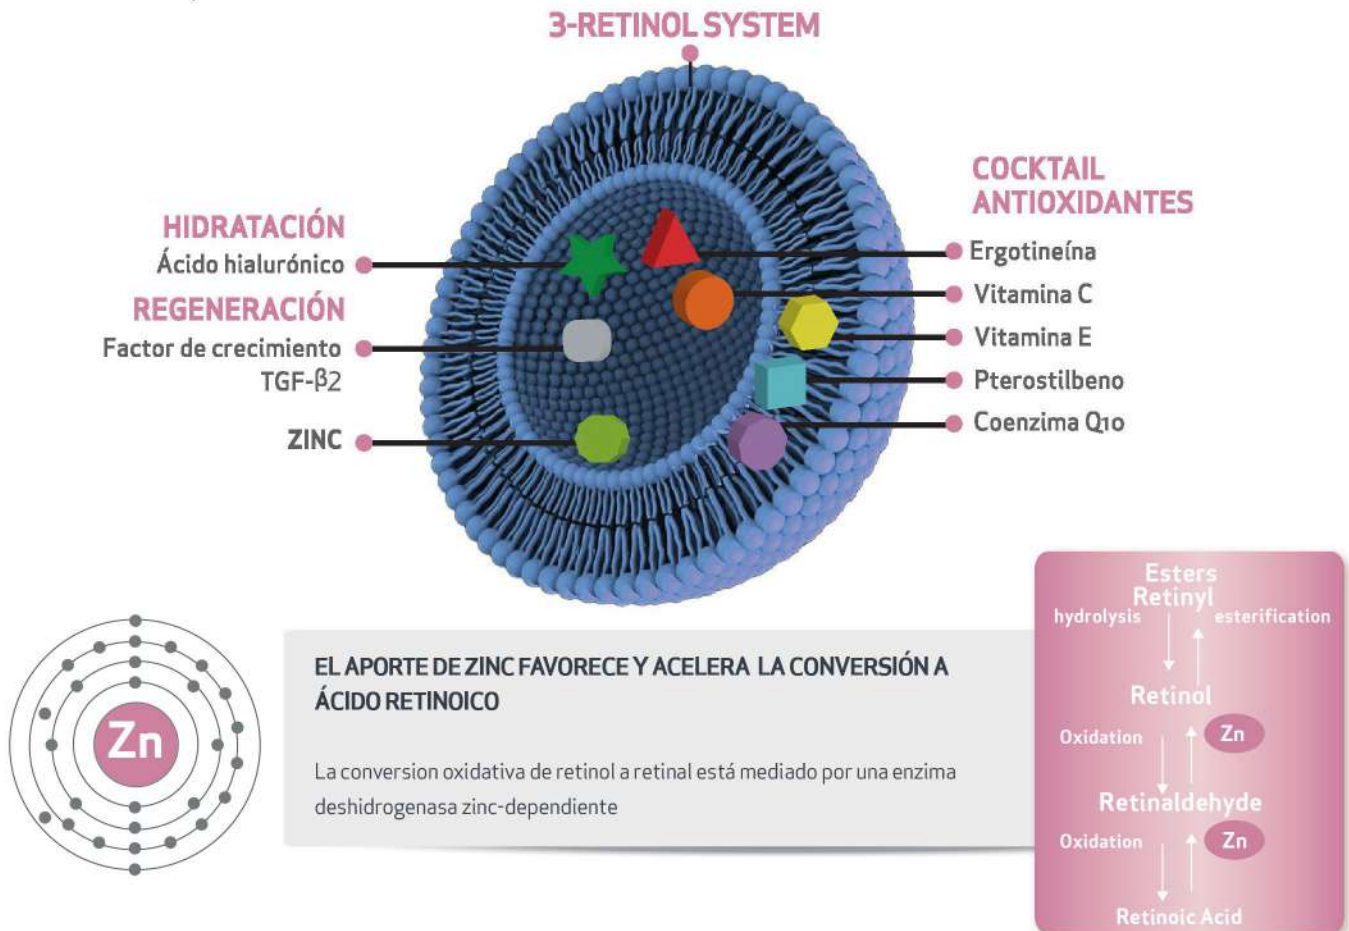 3-RETINOL SYSTEM
HIDRATACIÓN
Ácido hialurónico
REGENERACIÓN
Factor de crecimiento
TGF-β2
ZINC
COCKTAIL
ANTIOXIDANTES
Ergotineína
Vitamina C
Vitamina E
Pterostilbeno
Coenzima Q10
Zn
EL APORTE DE ZINC FAVORECE Y ACELERA LA CONVERSIÓN A
ÁCIDO RETINOICO
La conversion oxidativa de retinol a retinal está mediado por una enzima
deshidrogenasa zinc-dependiente
Esters
Retinyl
hydrolysis esterification
Retinol
Oxidation Zn
Retinaldehyde
Oxidation Zn
Retinoic Acid